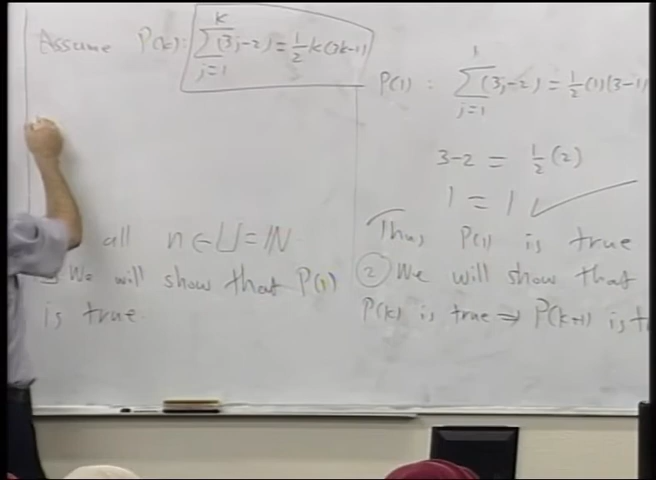 Assume P(k): ∑_{j=1}^{k} (3j-2) = 1/2 k(3k-1)
all n ∈ U = ℕ
We will show that P(1)
is true.
P(1): ∑_{j=1}^{1} (3j-2) = 1/2 (1)(3-1)
3-2 = 1/2 (2)
1 = 1 ✓
Thus P(1) is true
② We will show that
P(k) is true ⇒ P(k+1) is